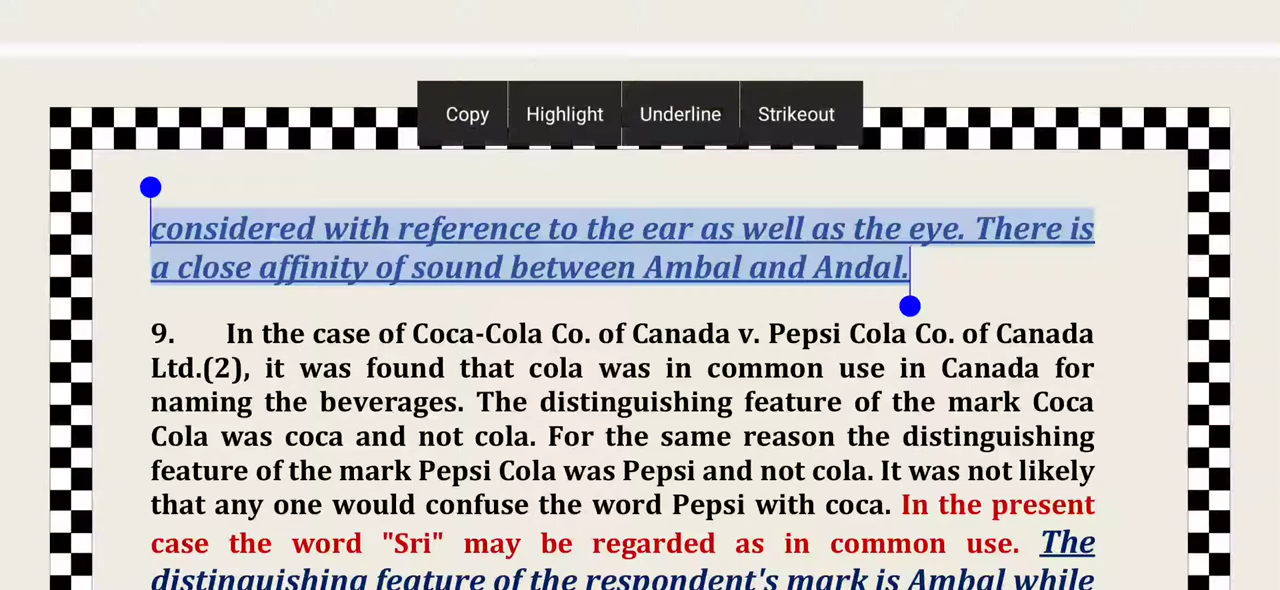 Copy Highlight Underline Strikeout
considered with reference to the ear as well as the eye. There is
a close affinity of sound between Ambal and Andal.
9. In the case of Coca-Cola Co. of Canada v. Pepsi Cola Co. of Canada
Ltd.(2), it was found that cola was in common use in Canada for
naming the beverages. The distinguishing feature of the mark Coca
Cola was coca and not cola. For the same reason the distinguishing
feature of the mark Pepsi Cola was Pepsi and not cola. It was not likely
that any one would confuse the word Pepsi with coca. In the present
case the word "Sri" may be regarded as in common use. The
distinguishing feature of the respondent's mark is Ambal while